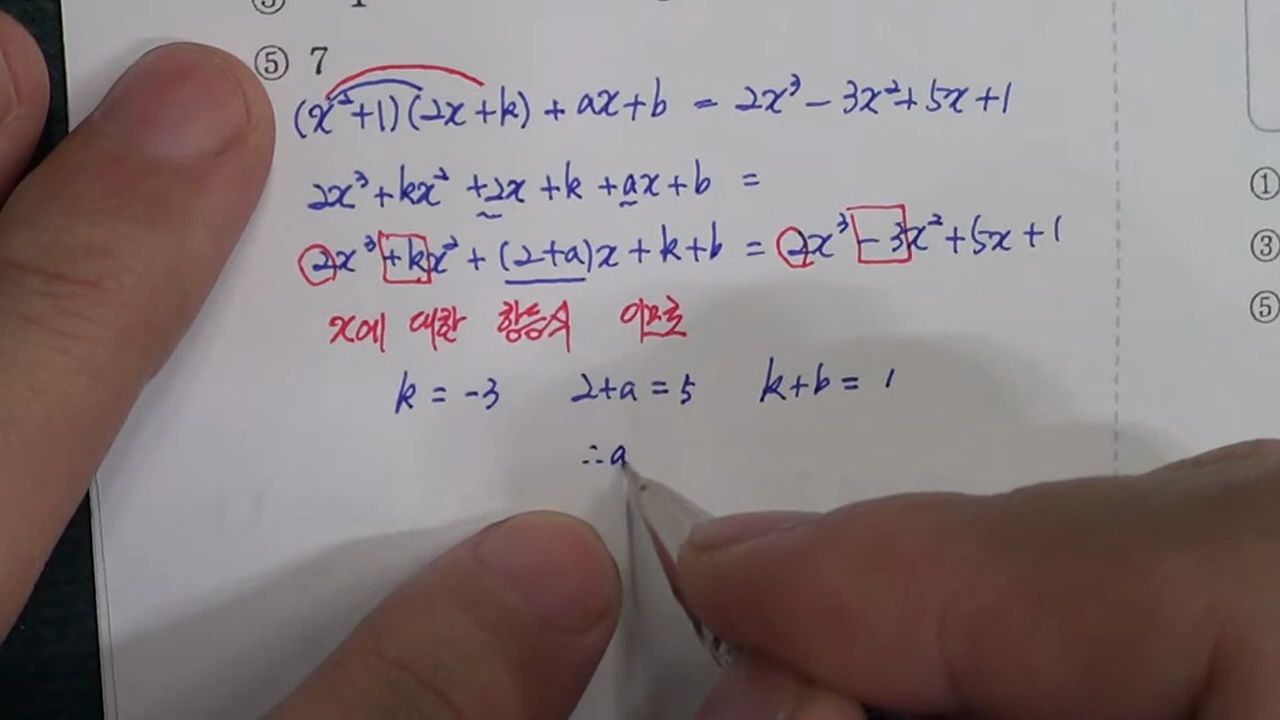 ⑤ 7
(x²+1)(2x+k)+ax+b = 2x³-3x²+5x+1
2x³+kx²+2x+k+ax+b =
2x³+kx²+(2+a)x+k+b = 2x³-3x²+5x+1
x에 대한 항등식 이므로
k=-3 2+a=5 k+b=1
∴a
①
③
⑤